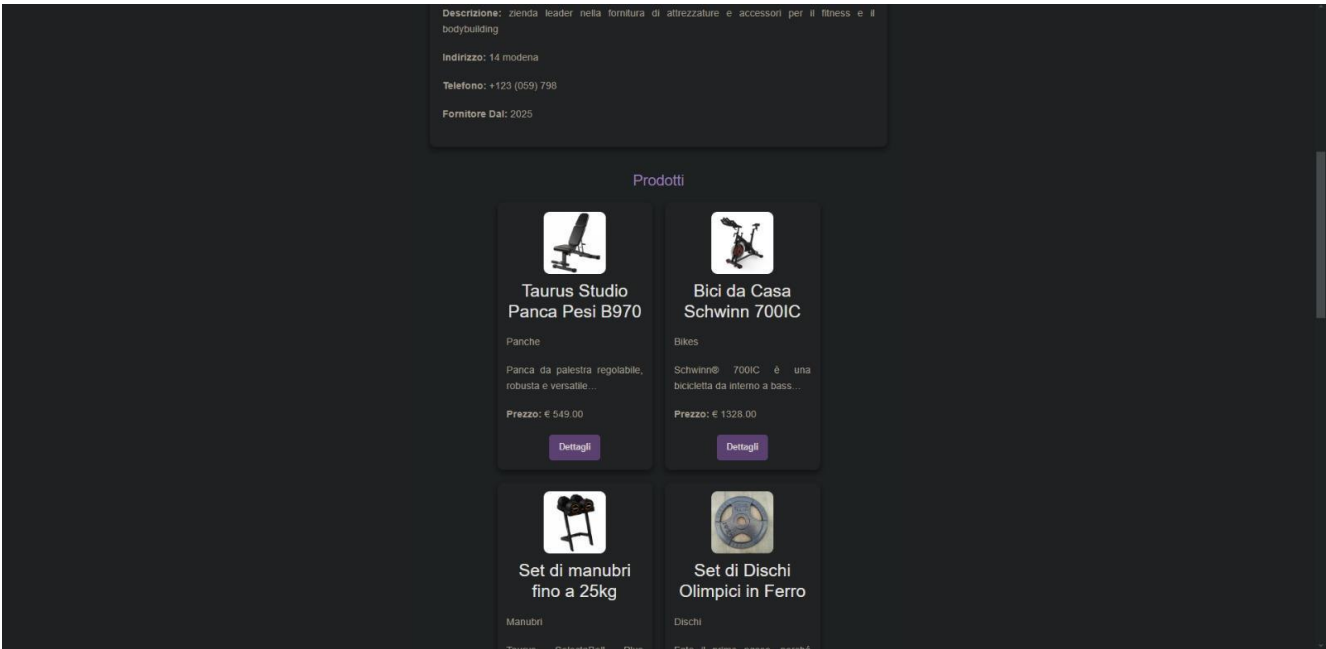 Descrizione: zienda leader nella fornitura di attrezzature e accessori per il fitness e il
bodybuilding
Indirizzo: 14 modena
Telefono: +123 (059) 798
Fornitore Dal: 2025
Prodotti
Taurus Studio
Panca Pesi B970
Panche
Panca da palestra regolabile,
robusta e versatile...
Prezzo: € 549.00
Dettagli
Bici da Casa
Schwinn 700IC
Bikes
Schwinn® 700IC è una
bicicletta da interno a bass...
Prezzo: € 1328.00
Dettagli
Set di manubri
fino a 25kg
Manubri
Set di Dischi
Olimpici in Ferro
Dischi